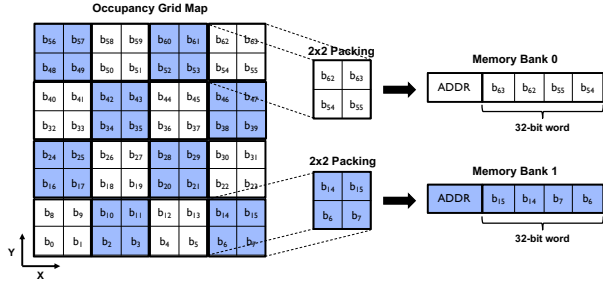 Occupancy Grid Map
b56 b57 b58 b59 b60 b61 b62 b63
b48 b49 b50 b51 b52 b53 b54 b55
b40 b41 b42 b43 b44 b45 b46 b47
b32 b33 b34 b35 b36 b37 b38 b39
b24 b25 b26 b27 b28 b29 b30 b31
b16 b17 b18 b19 b20 b21 b22 b23
b8 b9 b10 b11 b12 b13 b14 b15
b0 b1 b2 b3 b4 b5 b6 b7
Y
X
2x2 Packing
b62 b63
b54 b55
Memory Bank 0
ADDR b63 b62 b55 b54
32-bit word
2x2 Packing
b14 b15
b6 b7
Memory Bank 1
ADDR b15 b14 b7 b6
32-bit word